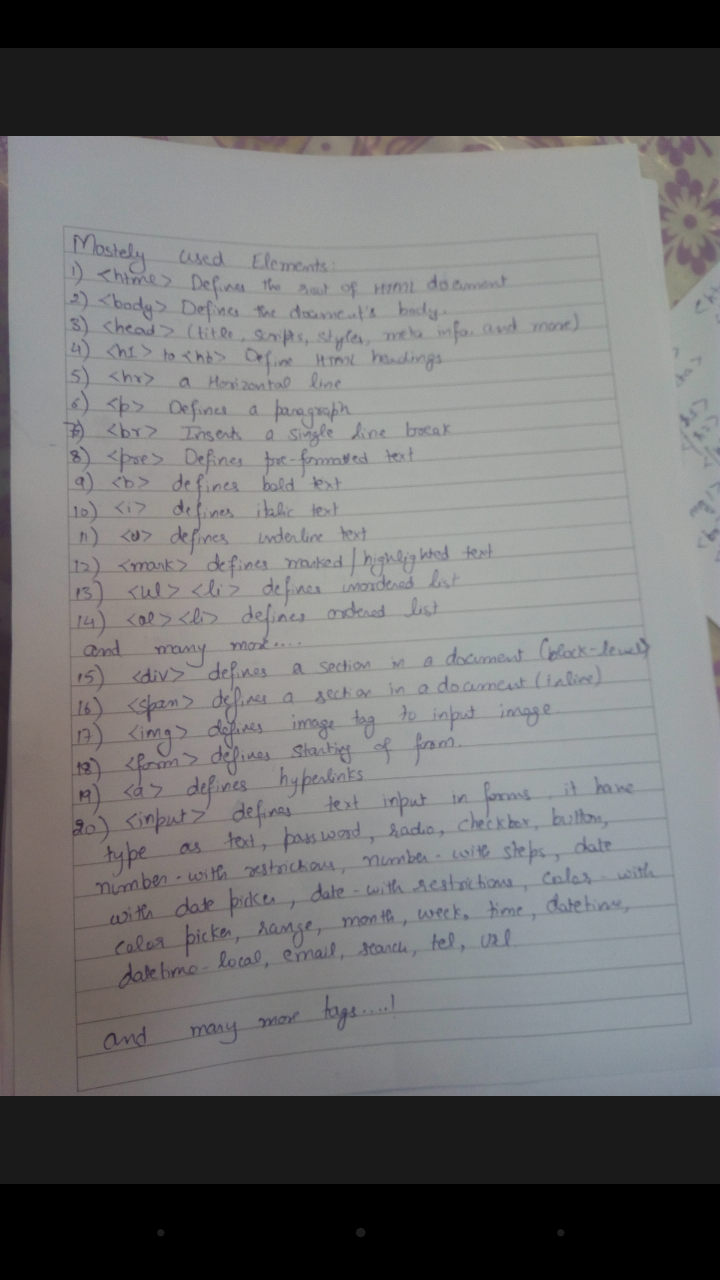 Mostely used Elements:
1) <html> Defines the root of HTML document
2) <body> Defines the document's body.
3) <head> (title, scripts, styles, meta info. and more)
4) <h1> to <h6> Define HTML headings
5) <hr> a Horizontal line
6) <p> Defines a paragraph
7) <br> Inserts a single line break
8) <pre> Defines pre-formatted text
9) <b> defines bold text
10) <i> defines italic text
11) <u> defines underline text
12) <mark> defines marked/highlighted text
13) <ul> <li> defines unordered list
14) <ol> <li> defines ordered list
and many more....
15) <div> defines a section in a document (block-level)
16) <span> defines a section in a document (inline)
17) <img> defines image tag to input image
18) <form> defines starting of form.
19) <a> defines hyperlinks
20) <input> defines text input in forms. it have
type as text, password, radio, checkbox, button,
number-with restrictions, number-with steps, date
with date picker, date-with restrictions, color-with
color picker, range, month, week, time, datetime,
datetime-local, email, search, tel, url
and many more tags....!